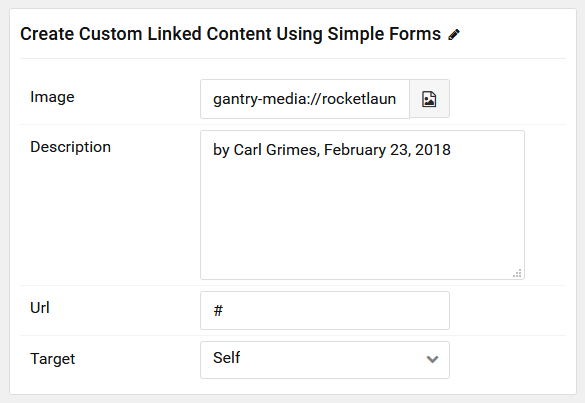 Create Custom Linked Content Using Simple Forms
Image
gantry-media://rocketlaun
Description
by Carl Grimes, February 23, 2018
Url
#
Target
Self